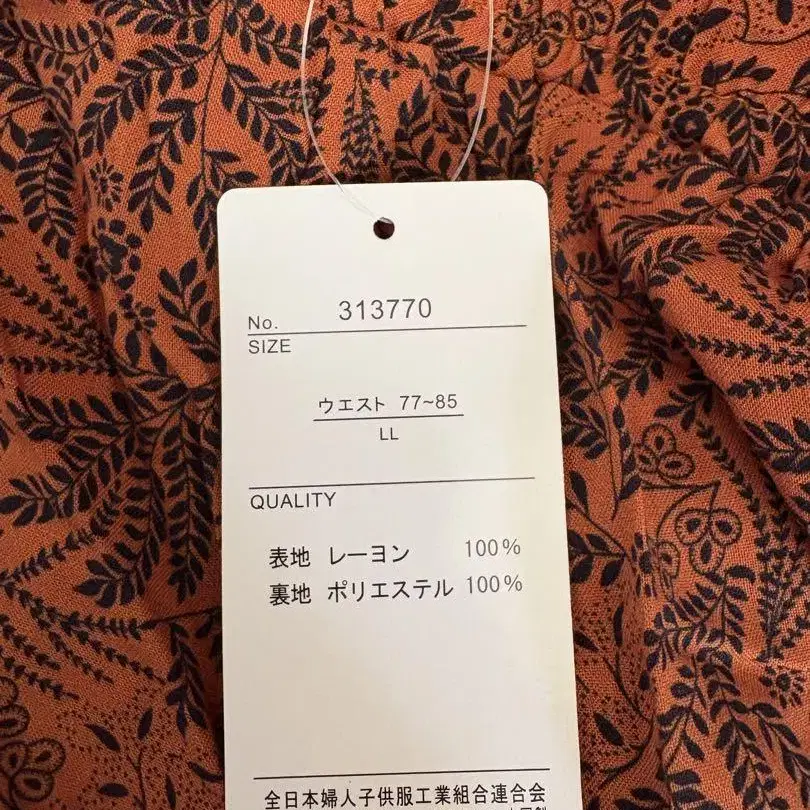 No. 313770
SIZE
ウエスト 77~85
LL
QUALITY
表地 レーヨン 100%
裏地 ポリエステル 100%
全日本婦人子供服工業組合連合会